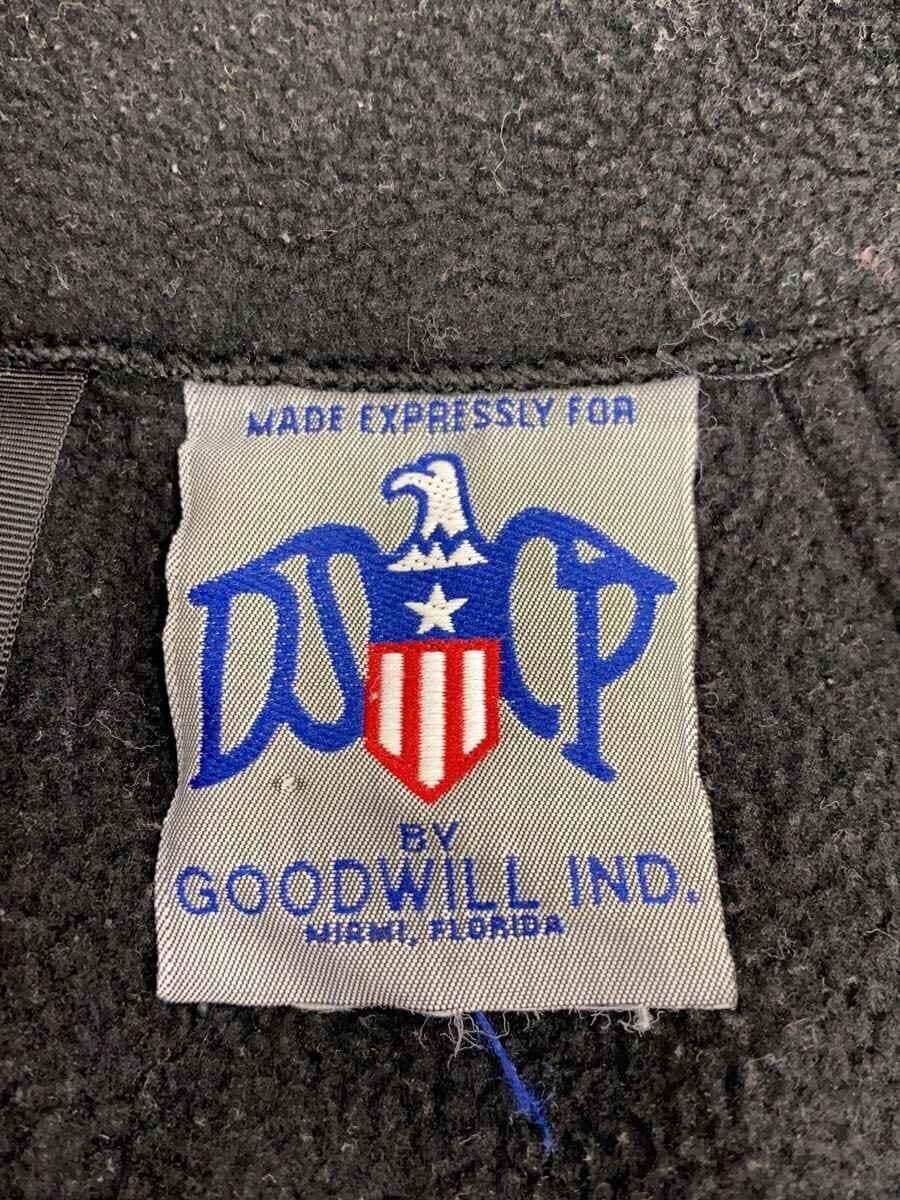 MADE EXPRESSLY FOR
DSCP
BY
GOODWILL IND.
MIAMI, FLORIDA